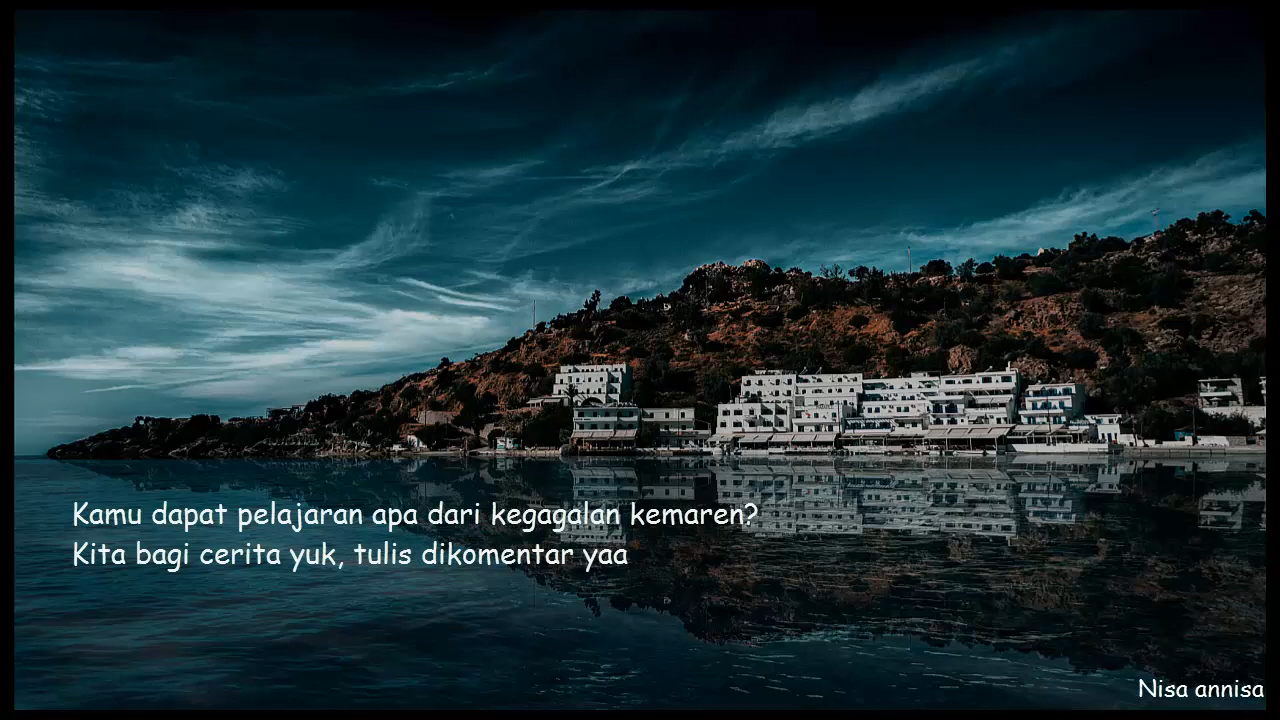 Kamu dapat pelajaran apa dari kegagalan kemaren?
Kita bagi cerita yuk, tulis dikomentar yaa
Nisa annisa